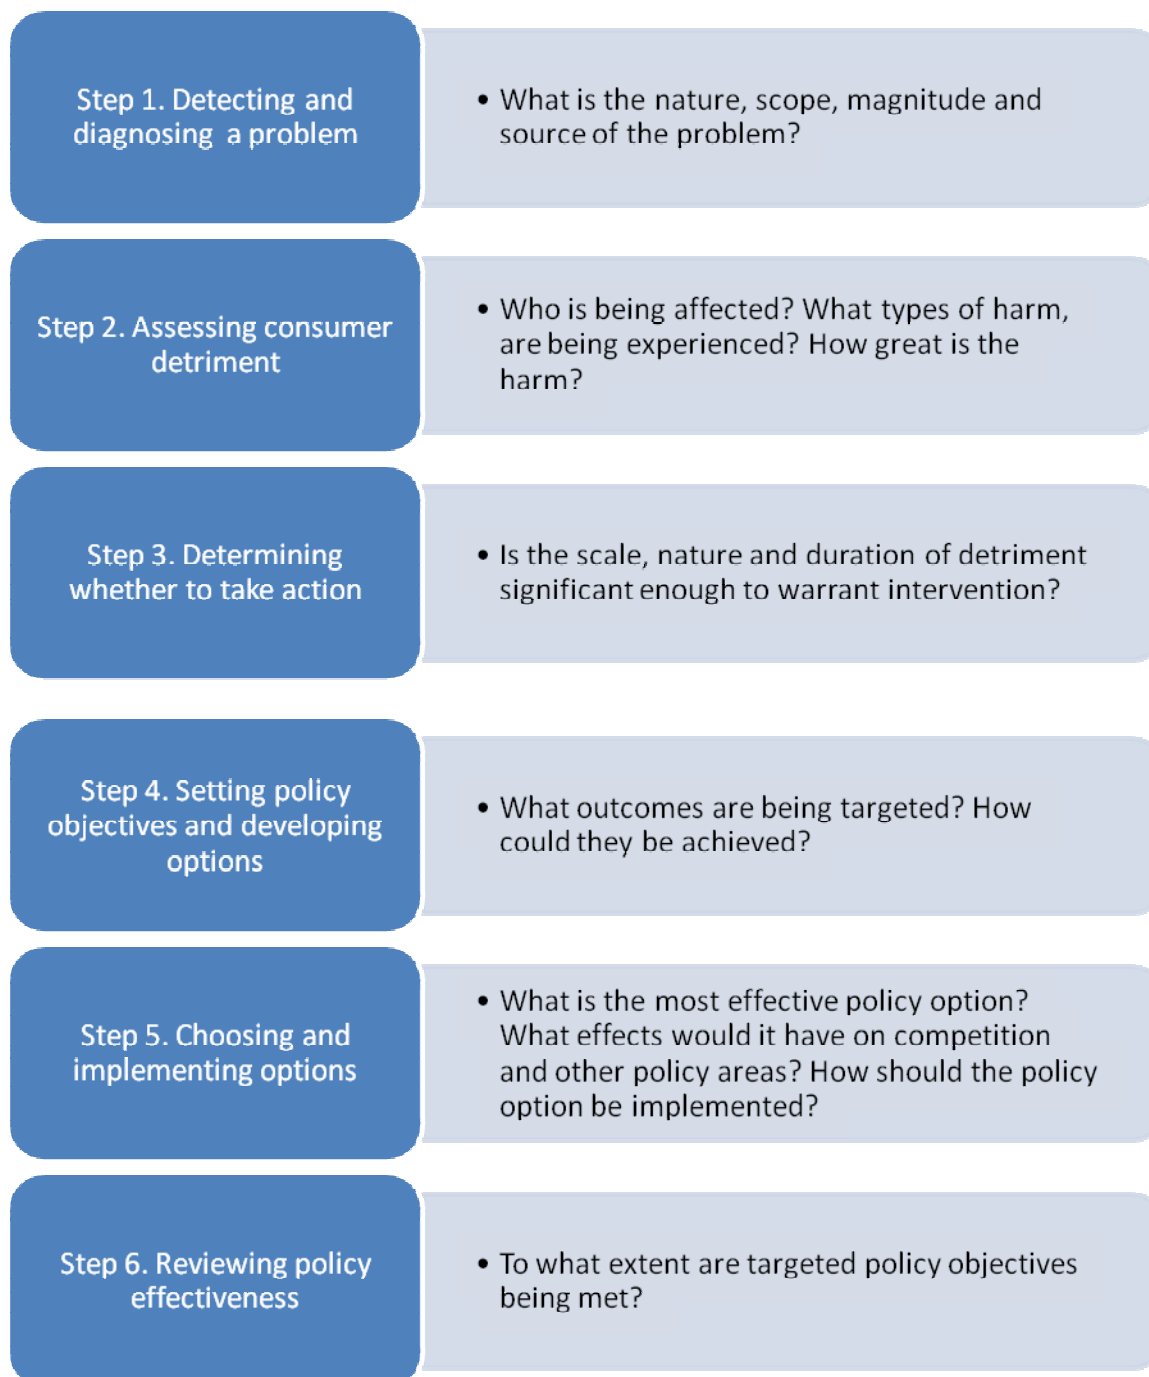 Step 1. Detecting and
diagnosing a problem
• What is the nature, scope, magnitude and
source of the problem?
Step 2. Assessing consumer
detriment
• Who is being affected? What types of harm,
are being experienced? How great is the
harm?
Step 3. Determining
whether to take action
• Is the scale, nature and duration of detriment
significant enough to warrant intervention?
Step 4. Setting policy
objectives and developing
options
• What outcomes are being targeted? How
could they be achieved?
Step 5. Choosing and
implementing options
• What is the most effective policy option?
What effects would it have on competition
and other policy areas? How should the policy
option be implemented?
Step 6. Reviewing policy
effectiveness
• To what extent are targeted policy objectives
being met?